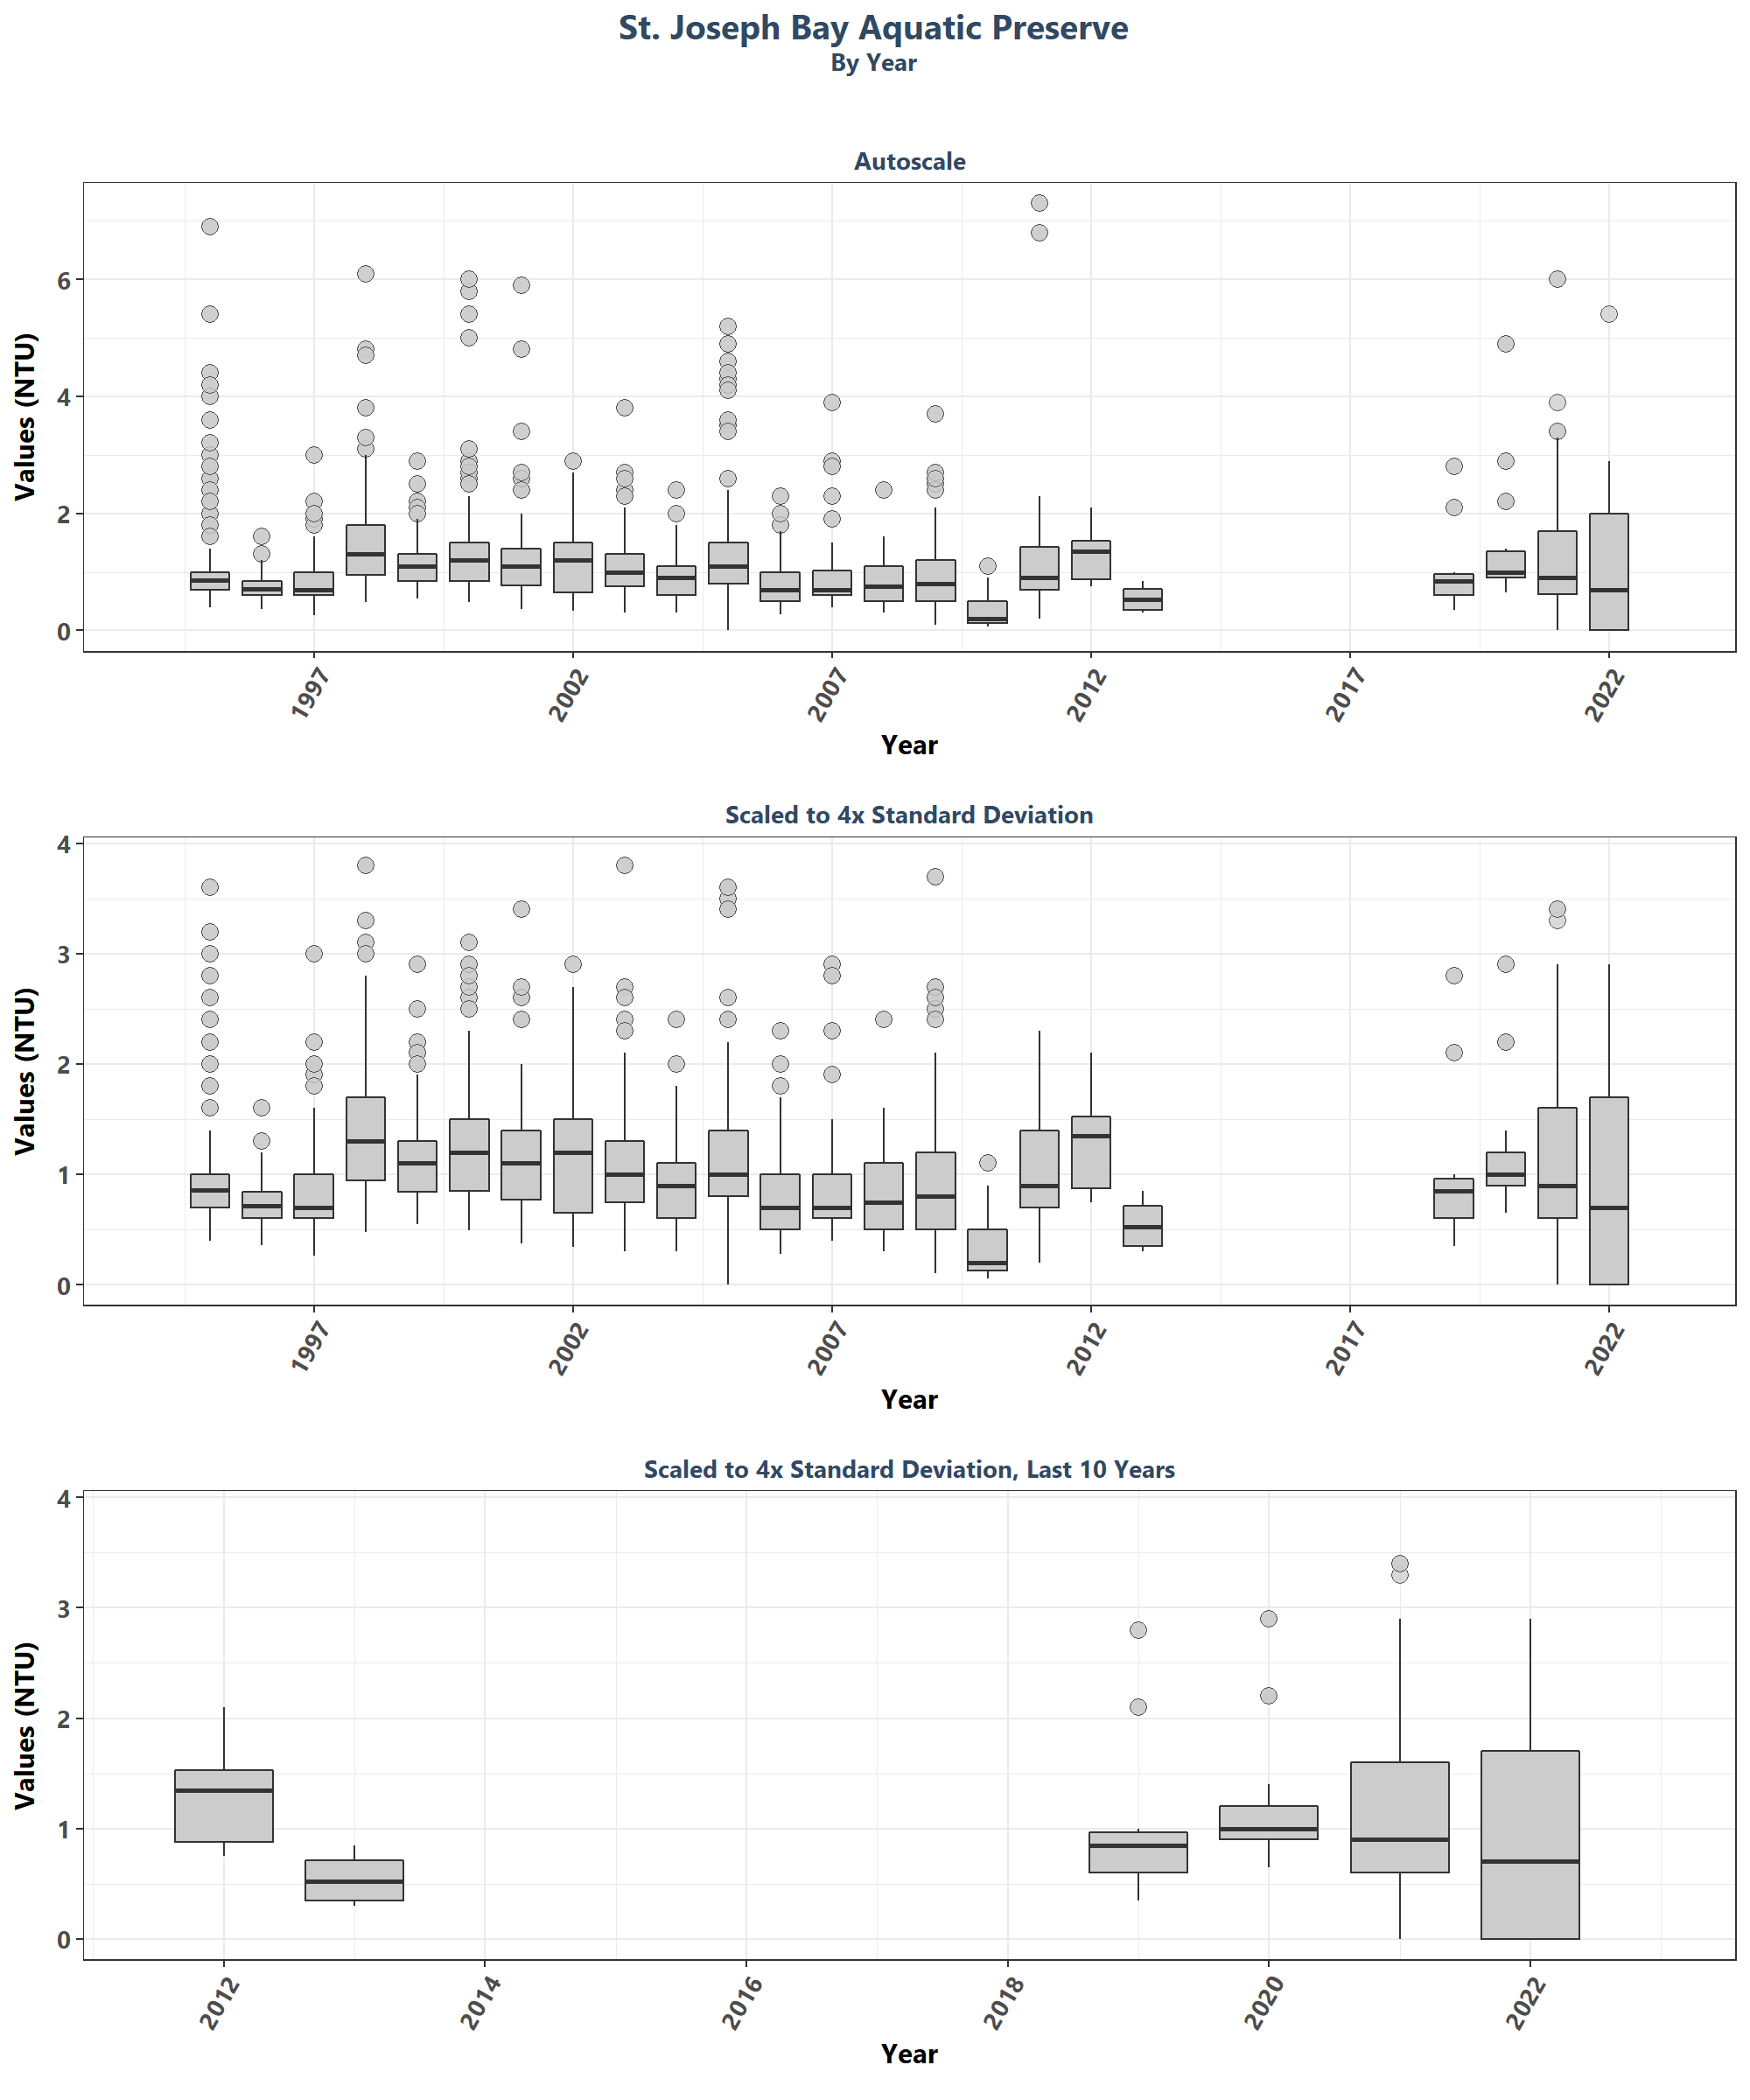 St. Joseph Bay Aquatic Preserve
By Year
Autoscale
Values (NTU)
6
4
2
0
1997
2002
2007
2012
2017
2022
Year
Scaled to 4x Standard Deviation
Values (NTU)
4
3
2
1
0
1997
2002
2007
2012
2017
2022
Year
Scaled to 4x Standard Deviation, Last 10 Years
Values (NTU)
4
3
2
1
0
2012
2014
2016
2018
2020
2022
Year